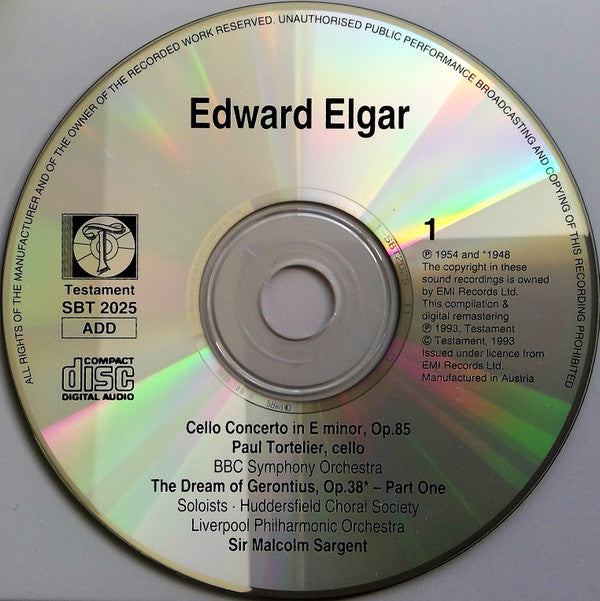 ALL RIGHTS OF THE MANUFACTURER AND OF THE OWNER OF THE RECORDED WORK RESERVED. UNAUTHORISED PUBLIC PERFORMANCE BROADCASTING AND COPYING OF THIS RECORDING PROHIBITED
Edward Elgar
T
Testament
SBT 2025
ADD
COMPACT
disc
DIGITAL AUDIO
1
℗ 1954 and *1948
The copyright in these
sound recordings is owned
by EMI Records Ltd.
This compilation &
digital remastering
℗ 1993, Testament
© Testament, 1993
Issued under licence from
EMI Records Ltd.
Manufactured in Austria
Cello Concerto in E minor, Op.85
Paul Tortelier, cello
BBC Symphony Orchestra
The Dream of Gerontius, Op.38* – Part One
Soloists · Huddersfield Choral Society
Liverpool Philharmonic Orchestra
Sir Malcolm Sargent